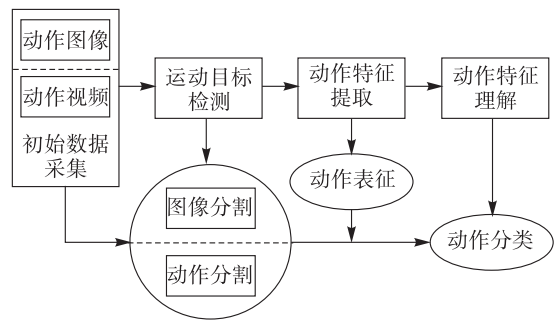 动作图像
动作视频
初始数据
采集
运动目标
检测
动作特征
提取
动作特征
理解
图像分割
动作分割
动作表征
动作分类